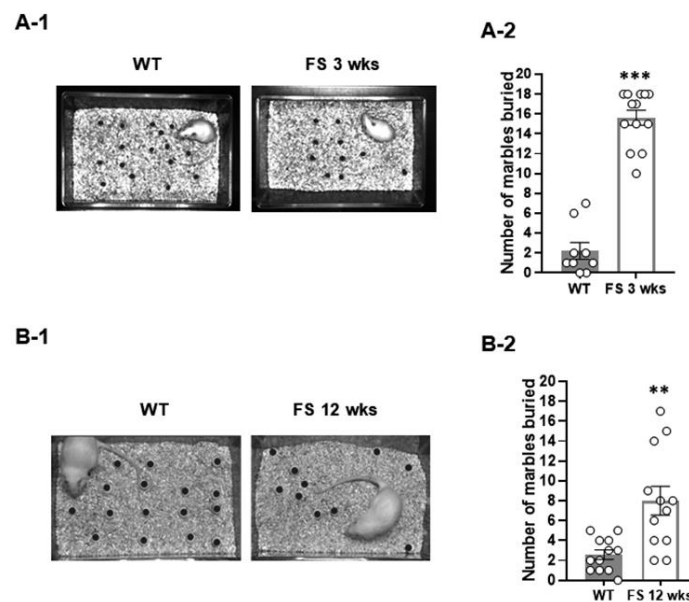 A-1
WT
FS 3 wks
A-2
Number of marbles buried
20
18
16
14
12
10
8
6
4
2
0
***
WT
FS 3 wks
B-1
WT
FS 12 wks
B-2
Number of marbles buried
20
18
16
14
12
10
8
6
4
2
0
**
WT
FS 12 wks